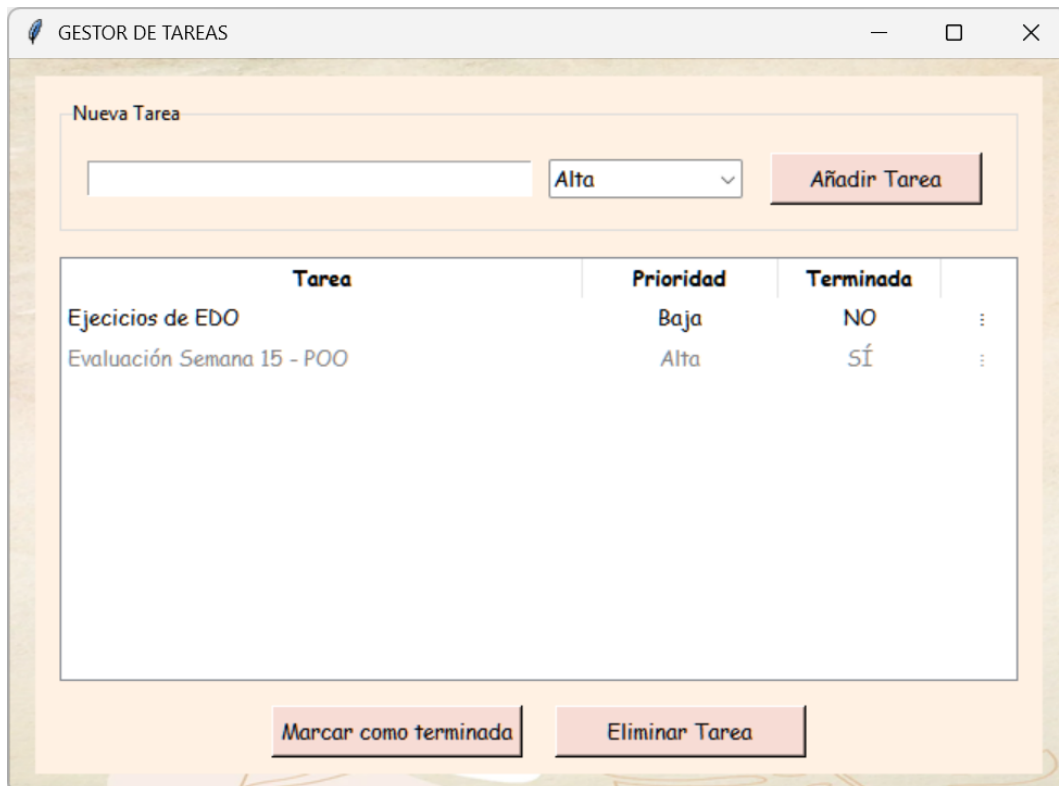 GESTOR DE TAREAS
Nueva Tarea
Alta Añadir Tarea
Tarea Prioridad Terminada
Ejecicios de EDO Baja NO ⋮
Evaluación Semana 15 - POO Alta SÍ ⋮
Marcar como terminada Eliminar Tarea